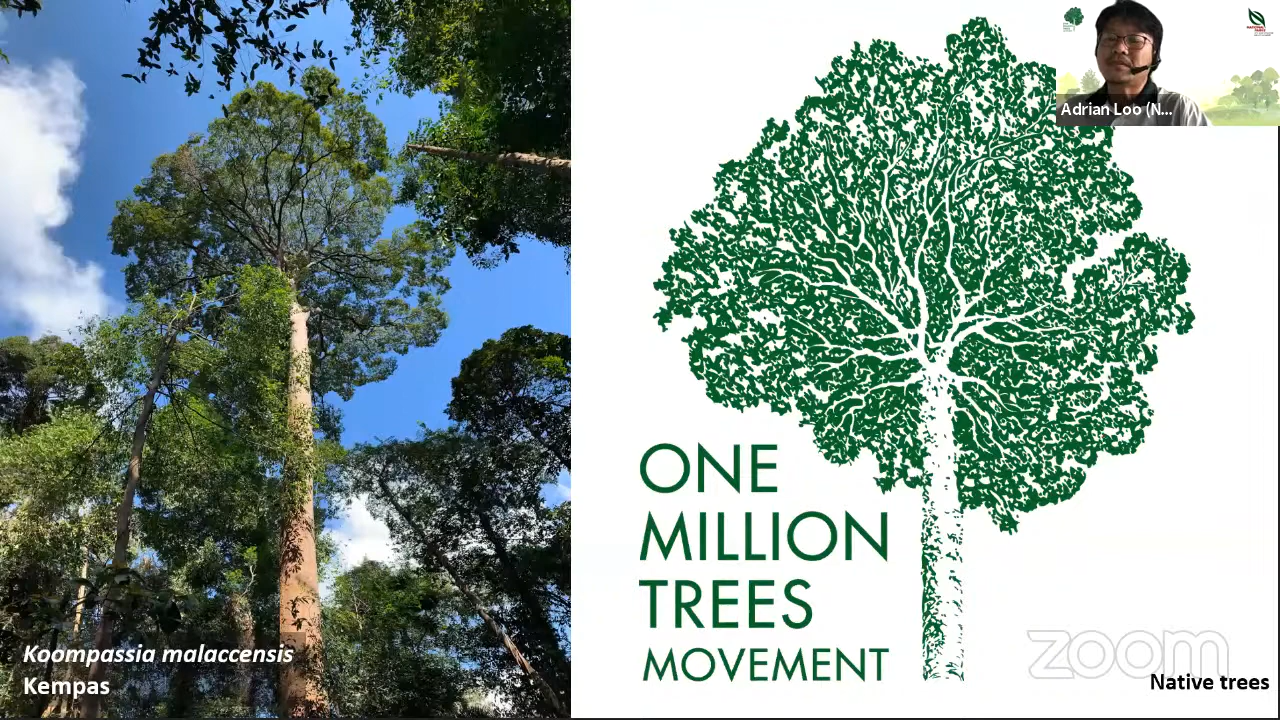 Koompassia malaccensis
Kempas
ONE
MILLION
TREES
MOVEMENT
Adrian Loo (N...
zoom
Native trees